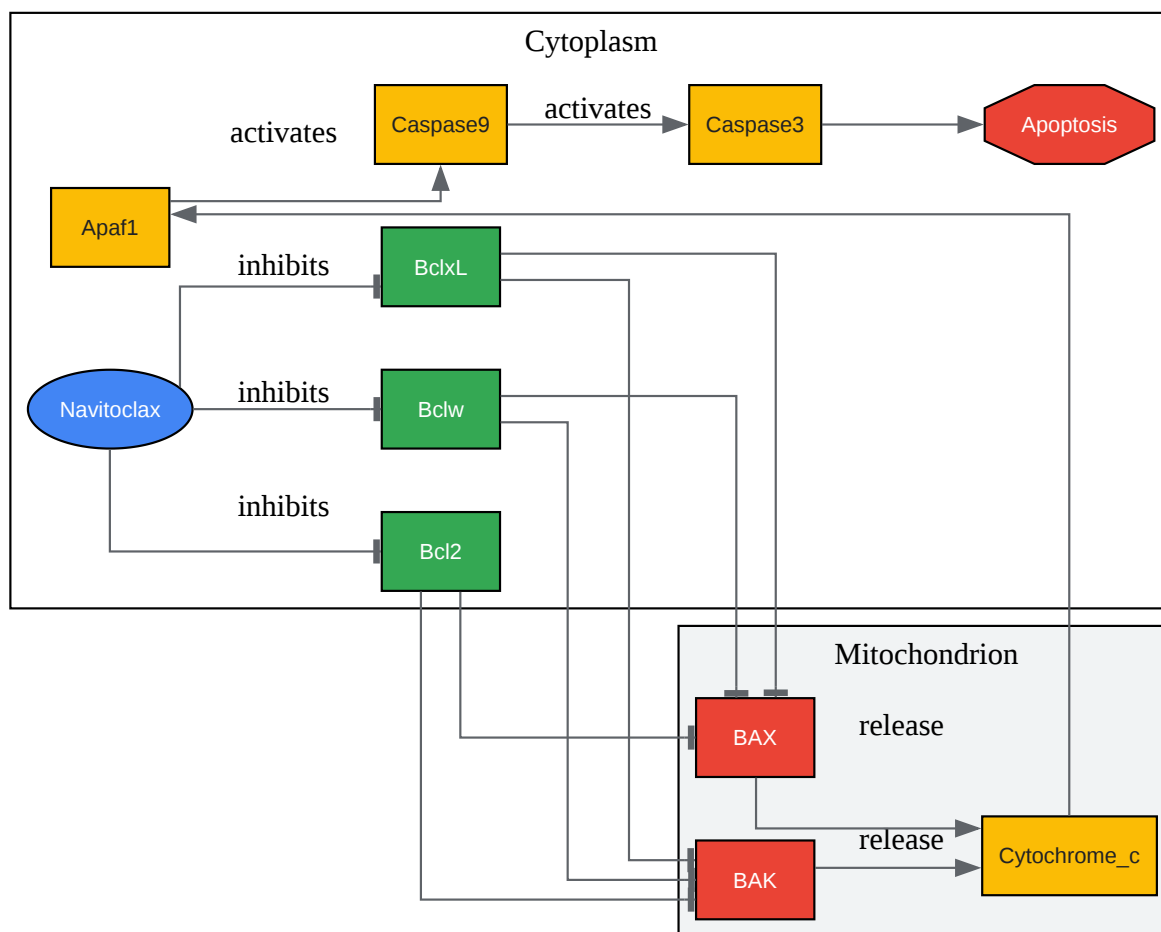 Cytoplasm
activates
Caspase9
activates
Caspase3
Apoptosis
Apaf1
inhibits
BclxL
Navitoclax
inhibits
Bclw
inhibits
Bcl2
Mitochondrion
BAX
release
release
BAK
Cytochrome_c